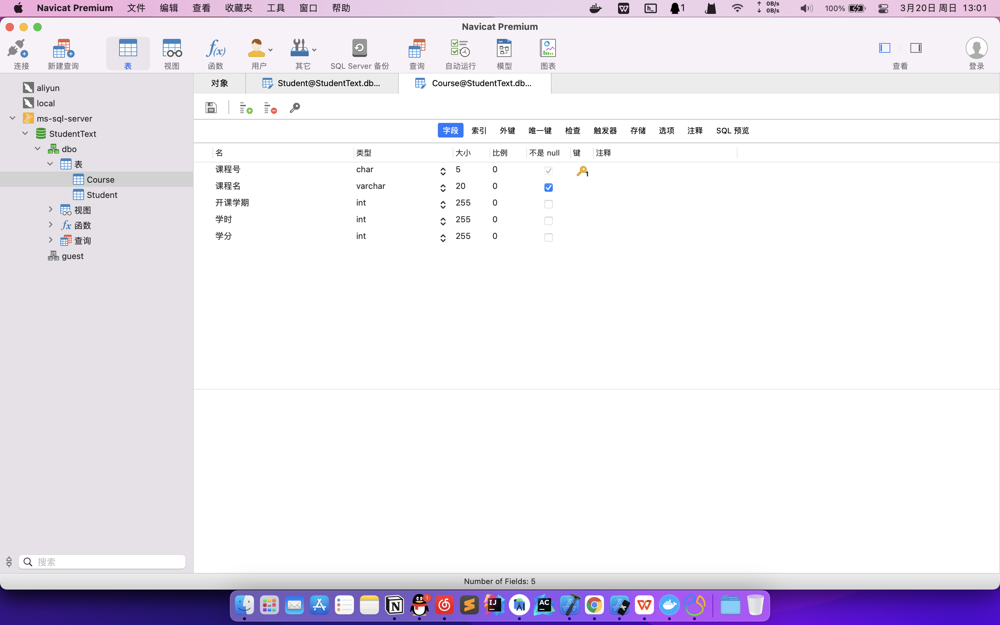 Navicat Premium 文件 编辑 查看 收藏夹 工具 窗口 帮助 1 0B/s 0B/s 100% 3月20日 周日 13:01
Navicat Premium
连接 新建查询 表 视图 函数 用户 其它 SQL Server 备份 查询 自动运行 模型 图表 查看 登录
对象 Student@StudentText.db... Course@StudentText.db...
aliyun
local
ms-sql-server
StudentText
dbo
表
Course
Student
视图
函数
查询
guest
字段 索引 外键 唯一键 检查 触发器 存储 选项 注释 SQL 预览
名 类型 大小 比例 不是 null 键 注释
课程号 char 5 0 1
课程名 varchar 20 0
开课学期 int 255 0
学时 int 255 0
学分 int 255 0
搜索
Number of Fields: 5
1
IJ
AC